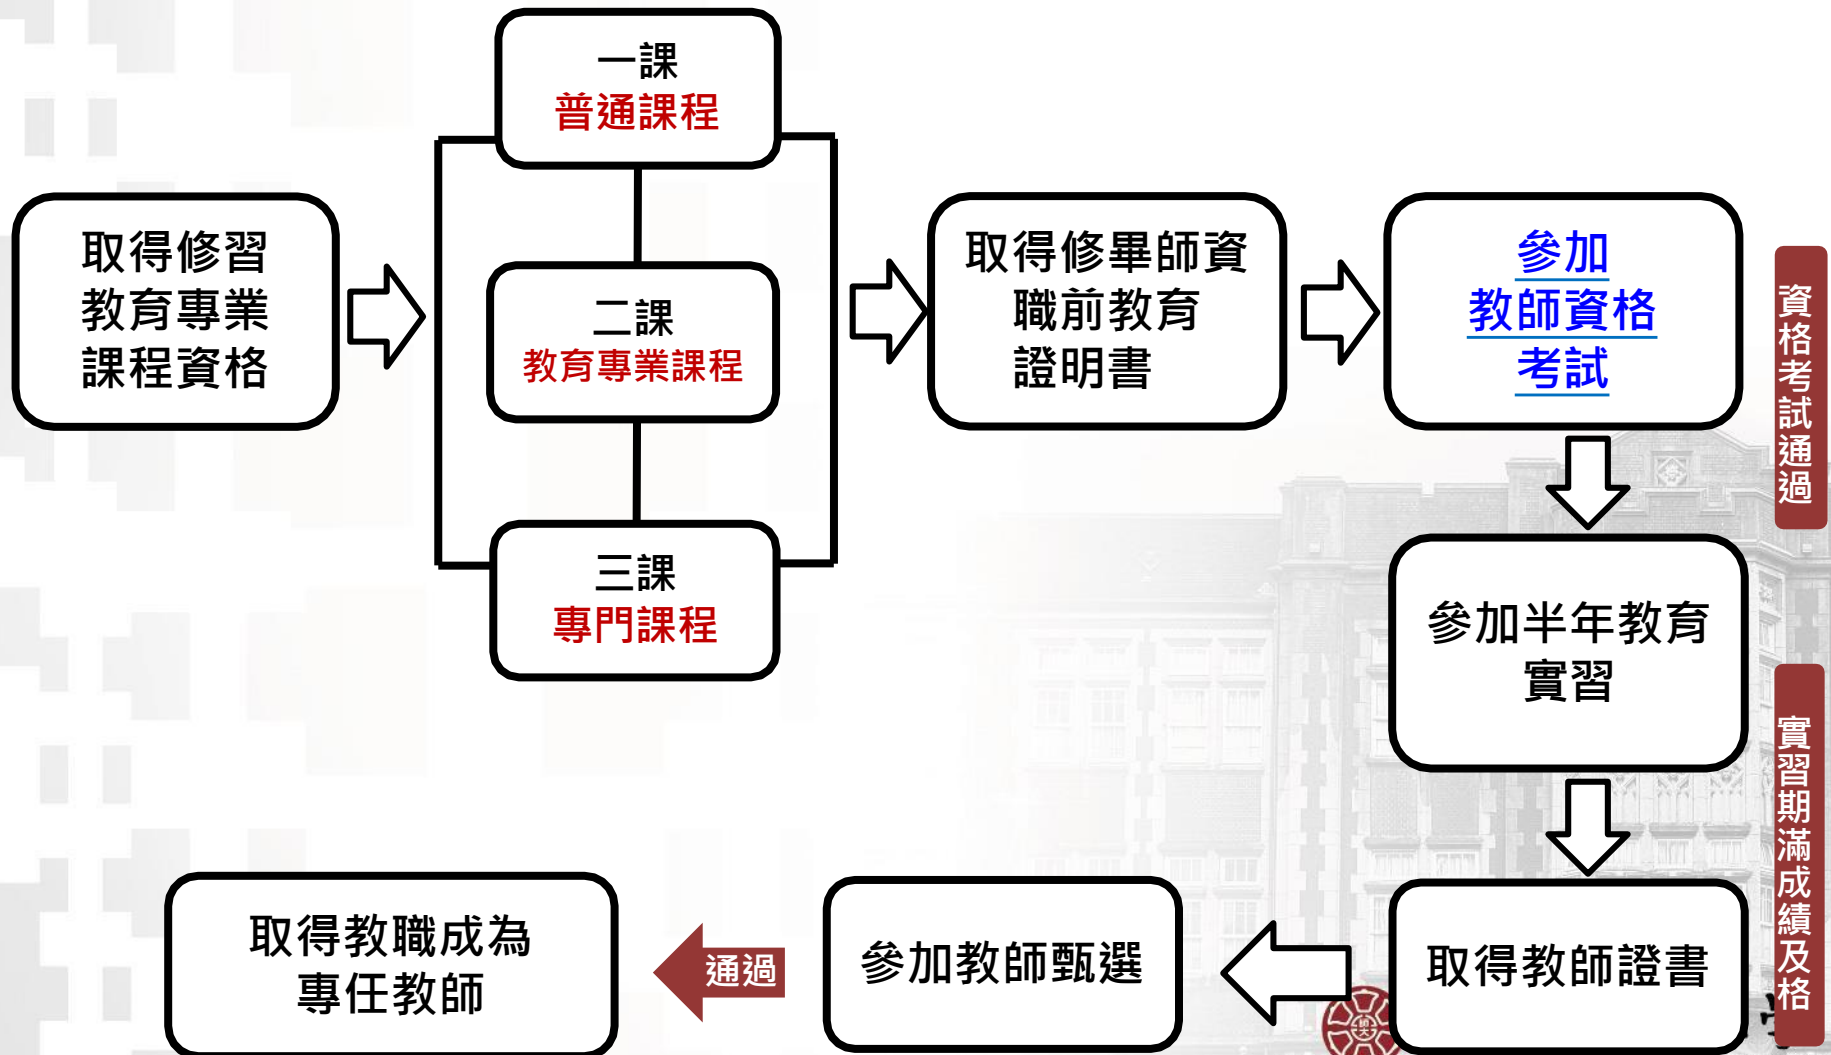 一課
普通課程
取得修習
教育專業
課程資格
二課
教育專業課程
三課
專門課程
取得修畢師資
職前教育
證明書
參加
教師資格
考試
資格考試通過
參加半年教育
實習
實習期滿成績及格
取得教師證書
參加教師甄選
通過
取得教職成為
專任教師
師大